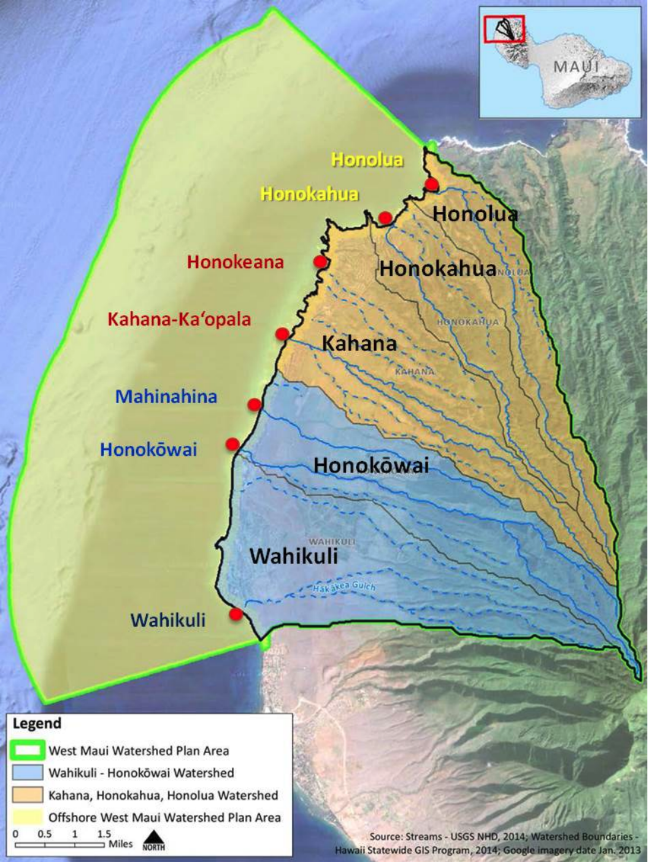 MAUI
Honolua
Honokahua
Honolua
Honokeana
Honokahua
HONOLUA
Kahana-Ka‘opala
HONOKAHUA
Kahana
KAHANA
Mahinahina
Honokōwai
Honokōwai
WAHIKULI
Wahikuli
Hāhākea Gulch
Wahikuli
Legend
West Maui Watershed Plan Area
Wahikuli - Honokōwai Watershed
Kahana, Honokahua, Honolua Watershed
Offshore West Maui Watershed Plan Area
0 0.5 1 1.5
Miles
NORTH
Source: Streams - USGS NHD, 2014; Watershed Boundaries -
Hawaii Statewide GIS Program, 2014; Google imagery date Jan. 2013